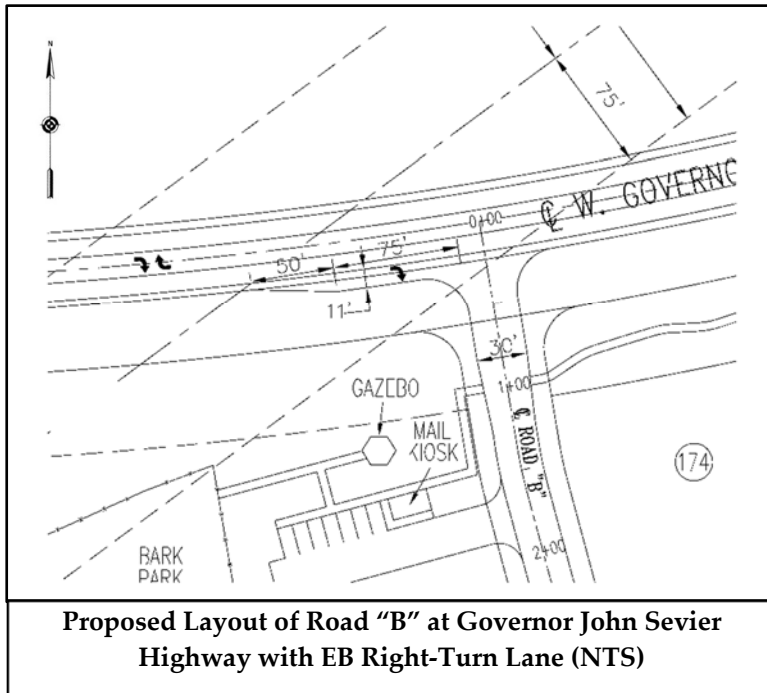 N
75'
0+00
℄ W. GOVERNO
50'
75'
11'
30'
1+00
GAZEBO
MAIL
KIOSK
℄ ROAD "B"
174
2+00
BARK
PARK
Proposed Layout of Road “B” at Governor John Sevier
Highway with EB Right-Turn Lane (NTS)